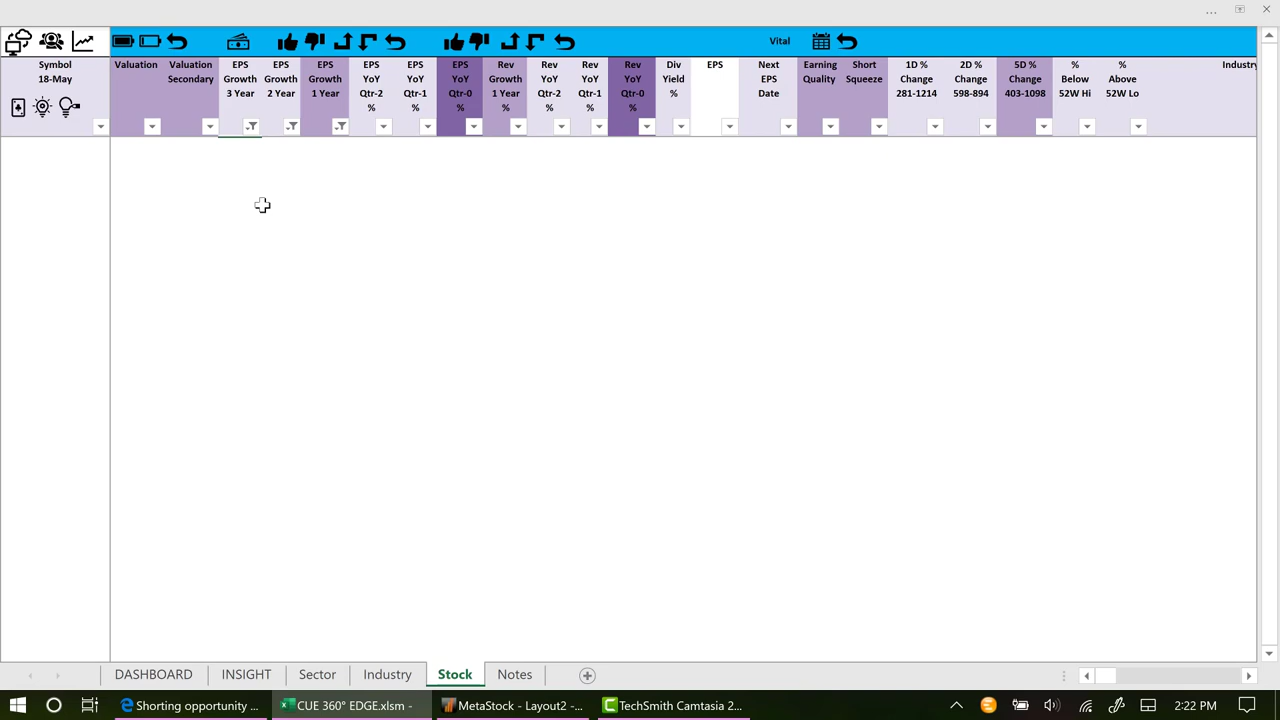 ...
Vital
Symbol
18-May
Valuation
Valuation
Secondary
EPS
Growth
3 Year
EPS
Growth
2 Year
EPS
Growth
1 Year
EPS
YoY
Qtr-2
%
EPS
YoY
Qtr-1
%
EPS
YoY
Qtr-0
%
Rev
Growth
1 Year
%
Rev
YoY
Qtr-2
%
Rev
YoY
Qtr-1
%
Rev
YoY
Qtr-0
%
Div
Yield
%
EPS
Next
EPS
Date
Earning
Quality
Short
Squeeze
1D %
Change
281-1214
2D %
Change
598-894
5D %
Change
403-1098
%
Below
52W Hi
%
Above
52W Lo
Industry
DASHBOARD
INSIGHT
Sector
Industry
Stock
Notes
Shorting opportunity ...
CUE 360° EDGE.xlsm -
MetaStock - Layout2 -...
TechSmith Camtasia 2...
2:22 PM